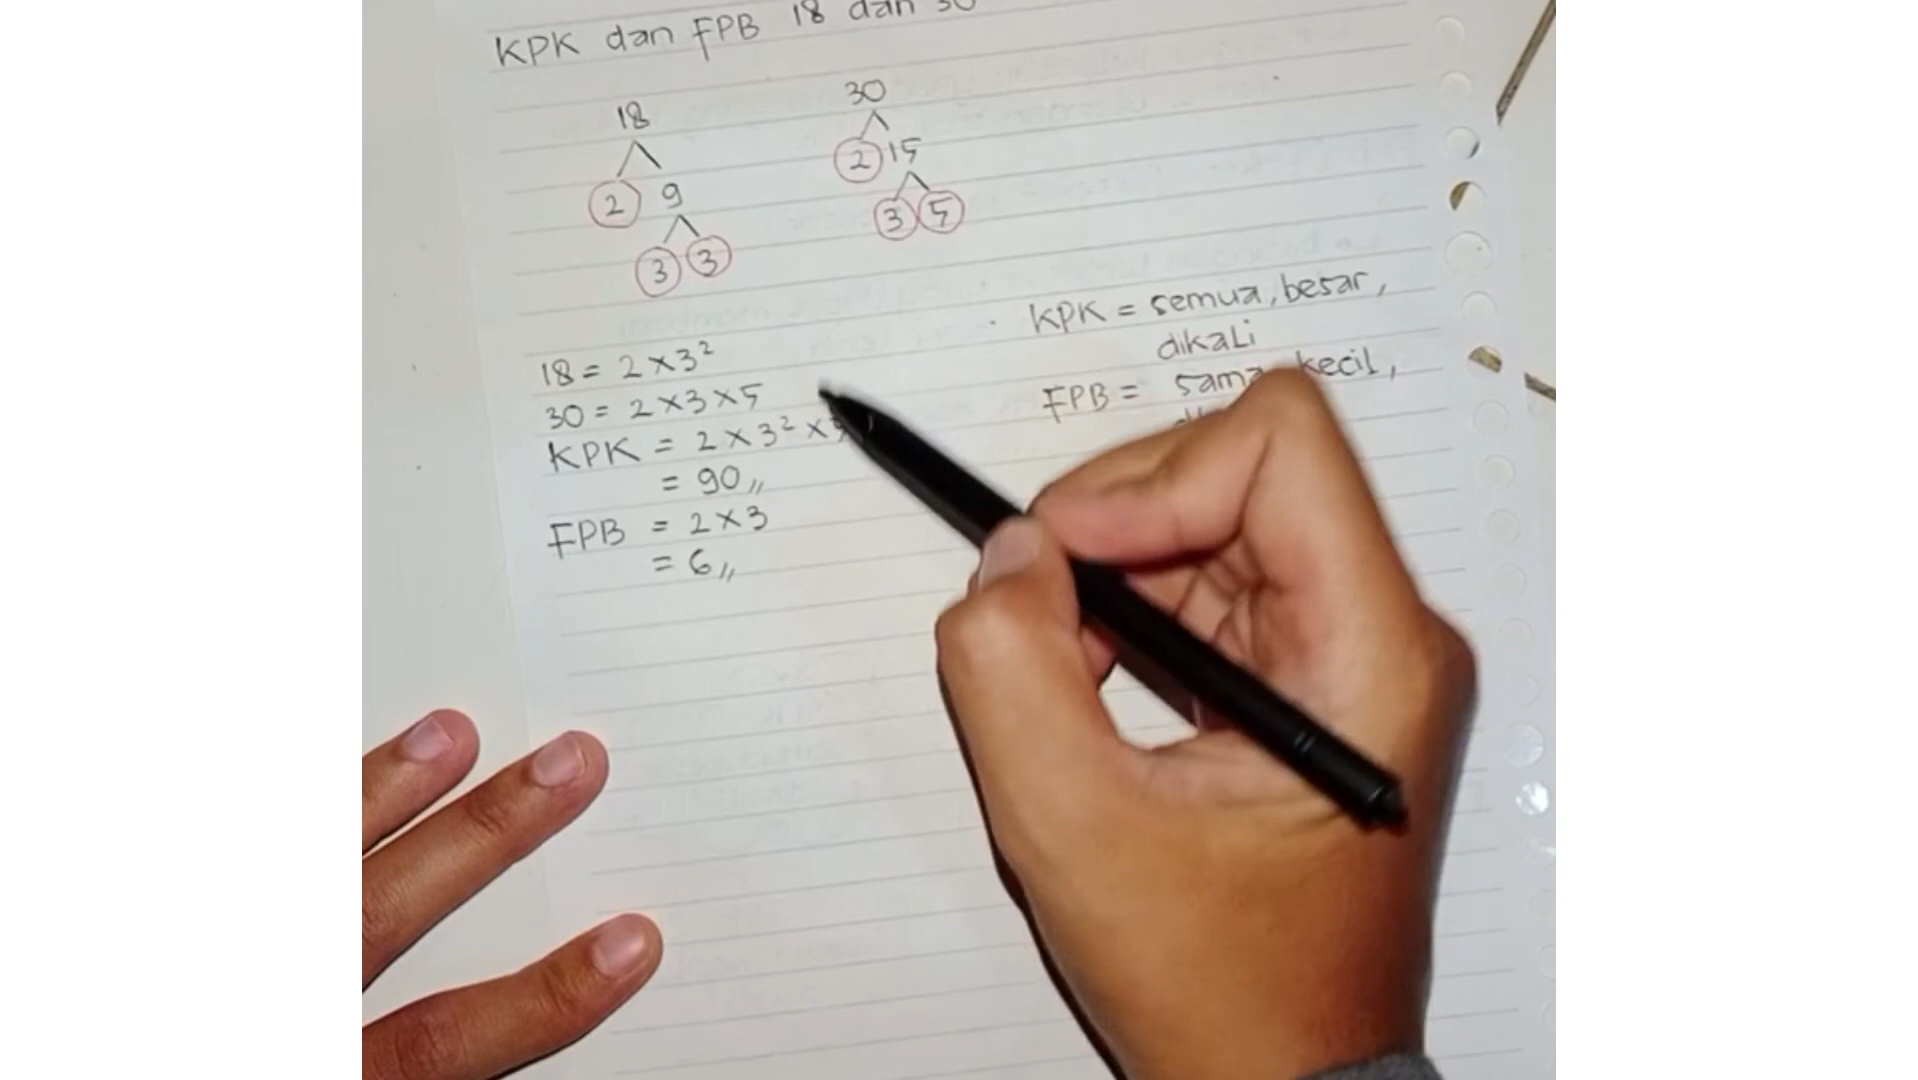 KPK dan FPB 18 dan 30
18
30
2 9
2 15
3 3
3 5
18 = 2 × 3²
30 = 2 × 3 × 5
KPK = 2 × 3² ×
= 90,,
FPB = 2 × 3
= 6,,
KPK = semua, besar,
dikali
FPB = sama kecil,